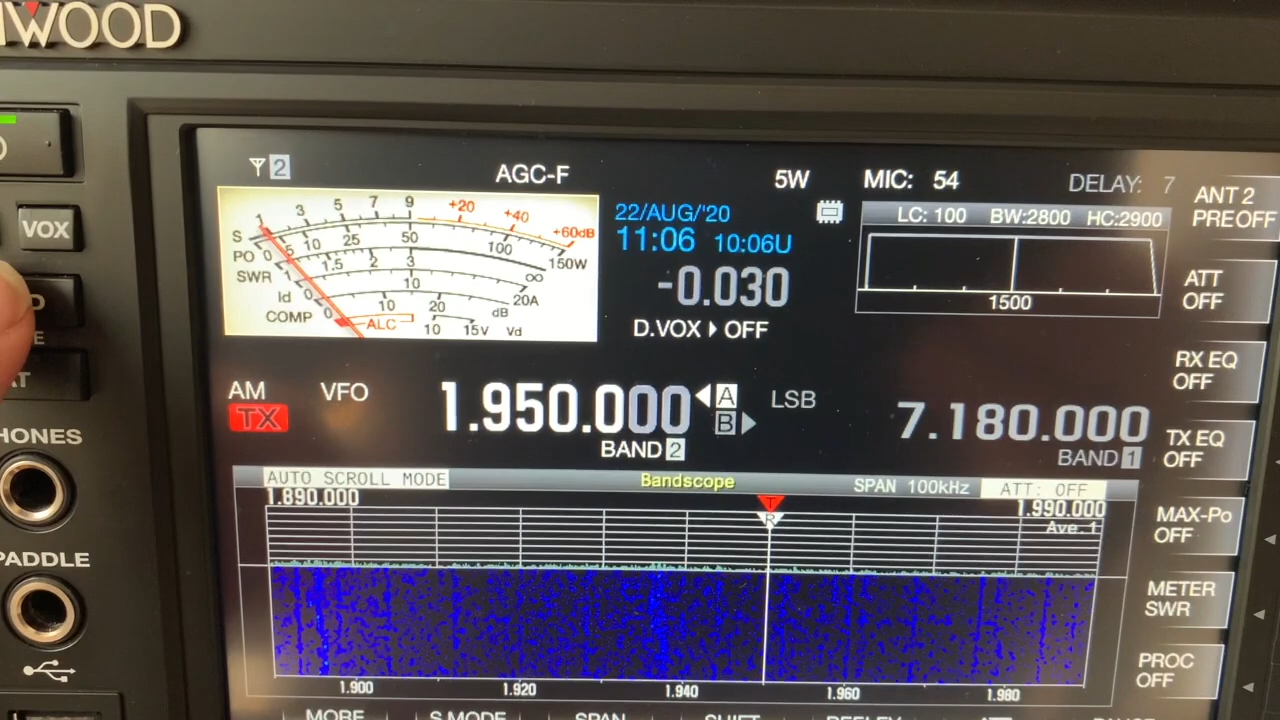 WOOD
VOX
PHONES
PADDLE
2
AGC-F
5W
MIC: 54
DELAY: 7
ANT 2
PREOFF
S 1 3 5 7 9 +20 +40 +60dB
PO 0 5 10 25 50 100 150W
SWR 1.5 2 3 ∞
Id 0 10 20A
COMP 0 10 20 dB
ALC 10 15V Vd
22/AUG/'20
11:06 10:06U
-0.030
D.VOX OFF
LC: 100 BW:2800 HC:2900
1500
ATT
OFF
RX EQ
OFF
AM VFO 1.950.000 A
TX B
BAND 2
LSB 7.180.000
BAND 1
TX EQ
OFF
AUTO SCROLL MODE Bandscope SPAN 100kHz ATT: OFF
1.890.000 T 1.990.000
R Ave.1
MAX-Po
OFF
METER
SWR
PROC
OFF
1.900 1.920 1.940 1.960 1.980
MORE